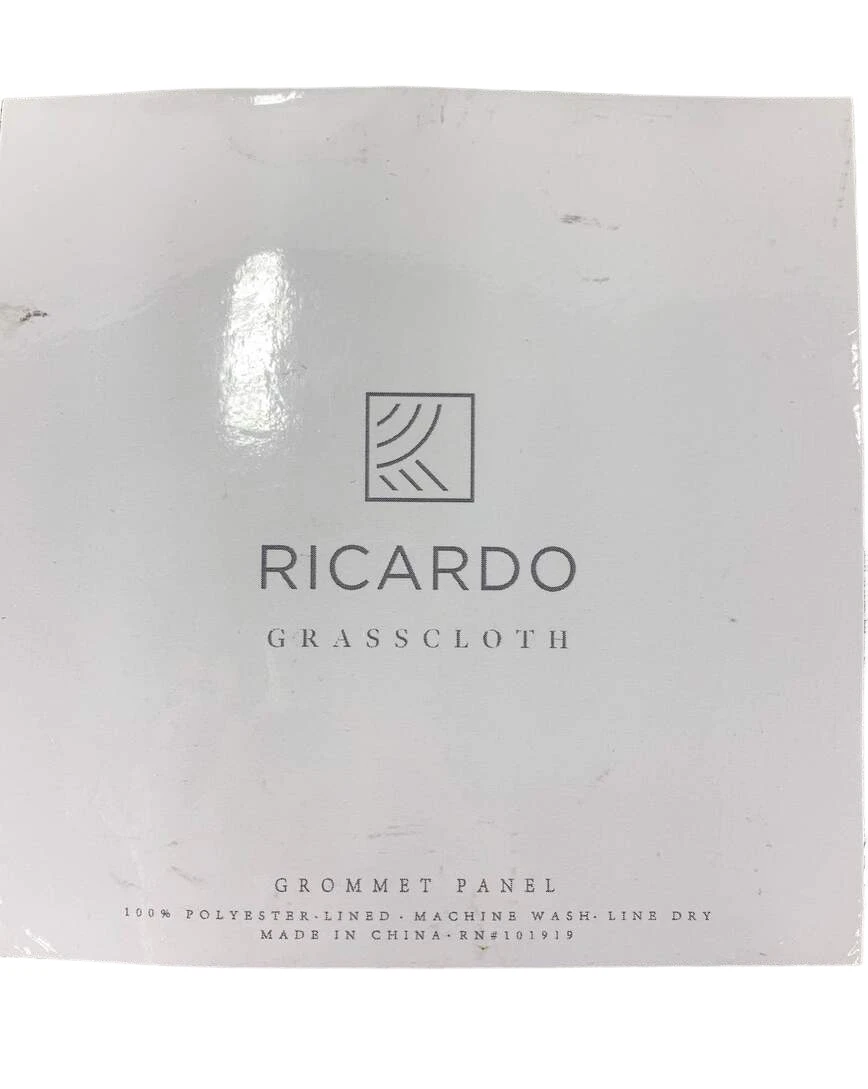 RICARDO
GRASSCLOTH
GROMMET PANEL
100% POLYESTER·LINED · MACHINE WASH· LINE DRY
MADE IN CHINA·RN#101919